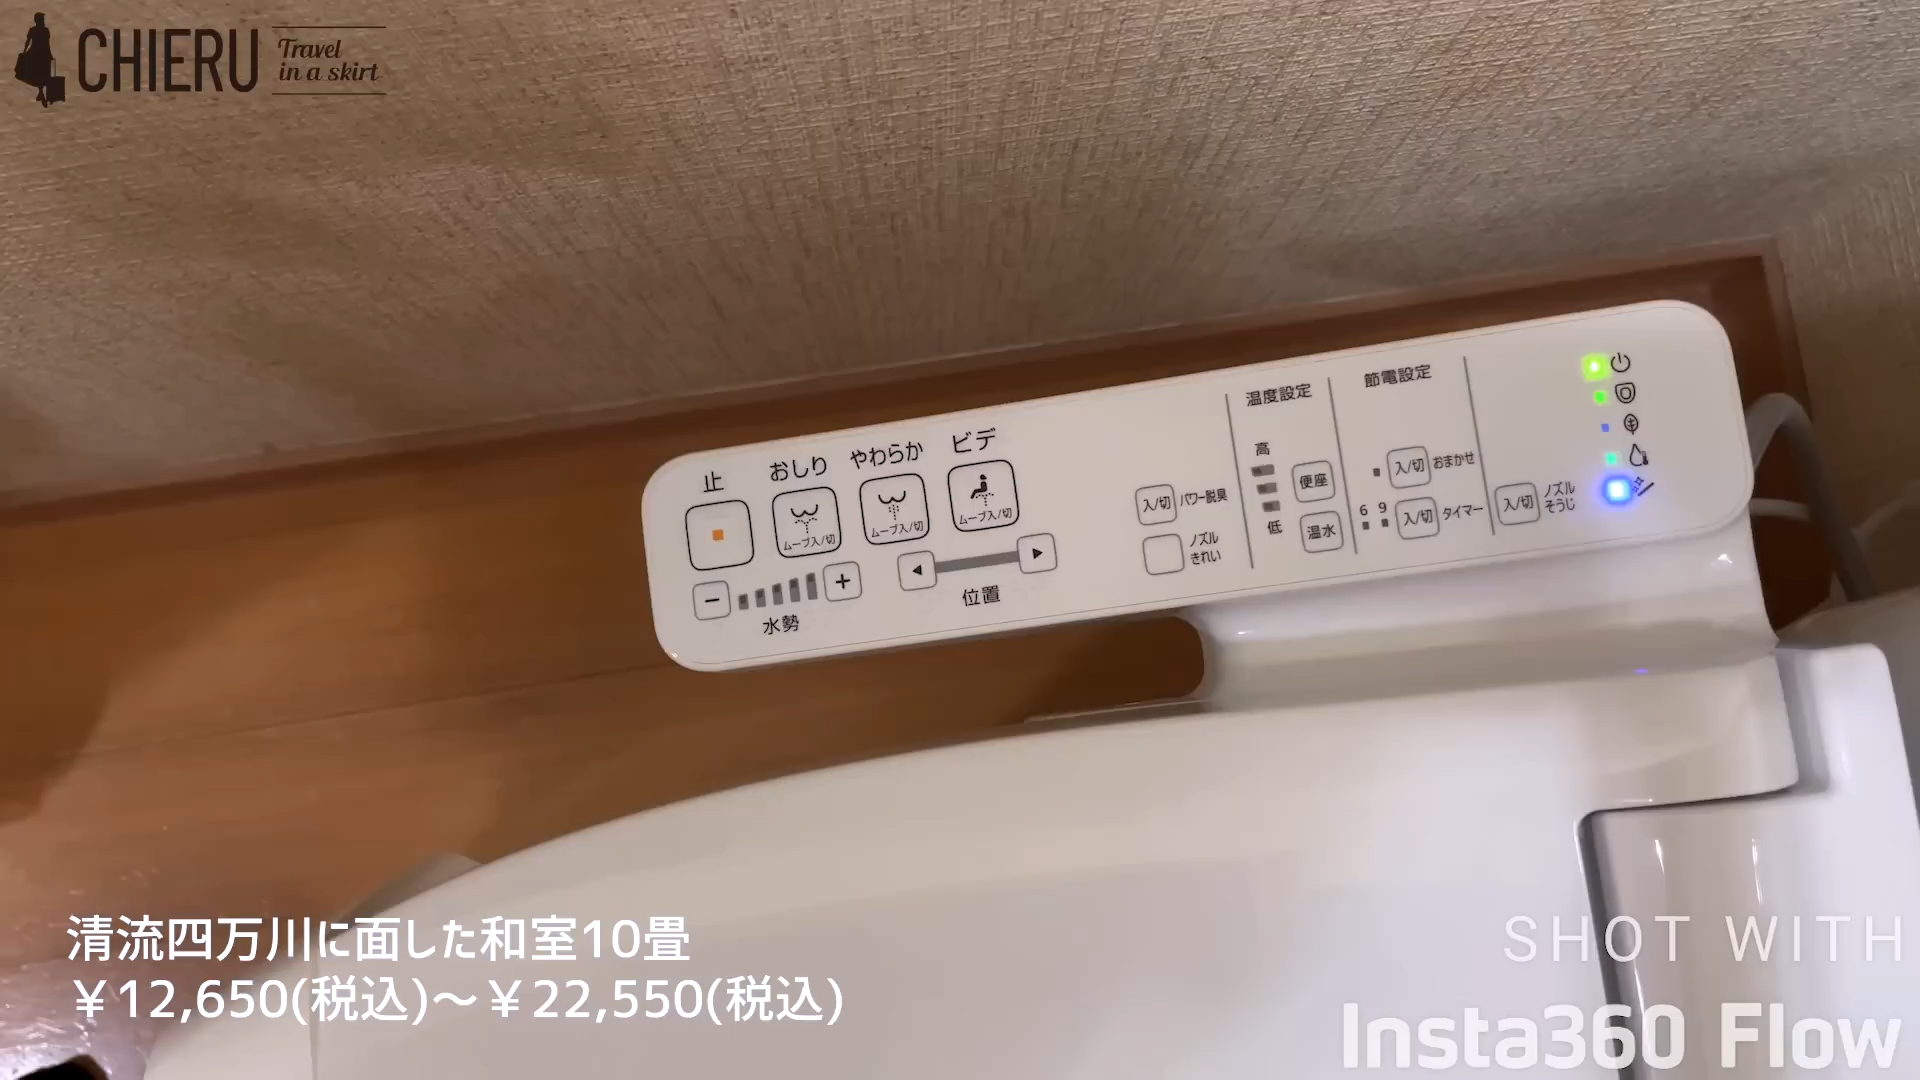 CHIERU
Travel
in a skirt
止
おしり
やわらか
ビデ
ムーブ入/切
ムーブ入/切
ムーブ入/切
－
＋
水勢
◀
▶
位置
入/切
パワー脱臭
ノズル
きれい
温度設定
高
低
便座
温水
節電設定
入/切
おまかせ
6 9
入/切
タイマー
入/切
ノズル
そうじ
清流四万川に面した和室10畳
￥12,650(税込)～￥22,550(税込)
SHOT WITH
Insta360 Flow